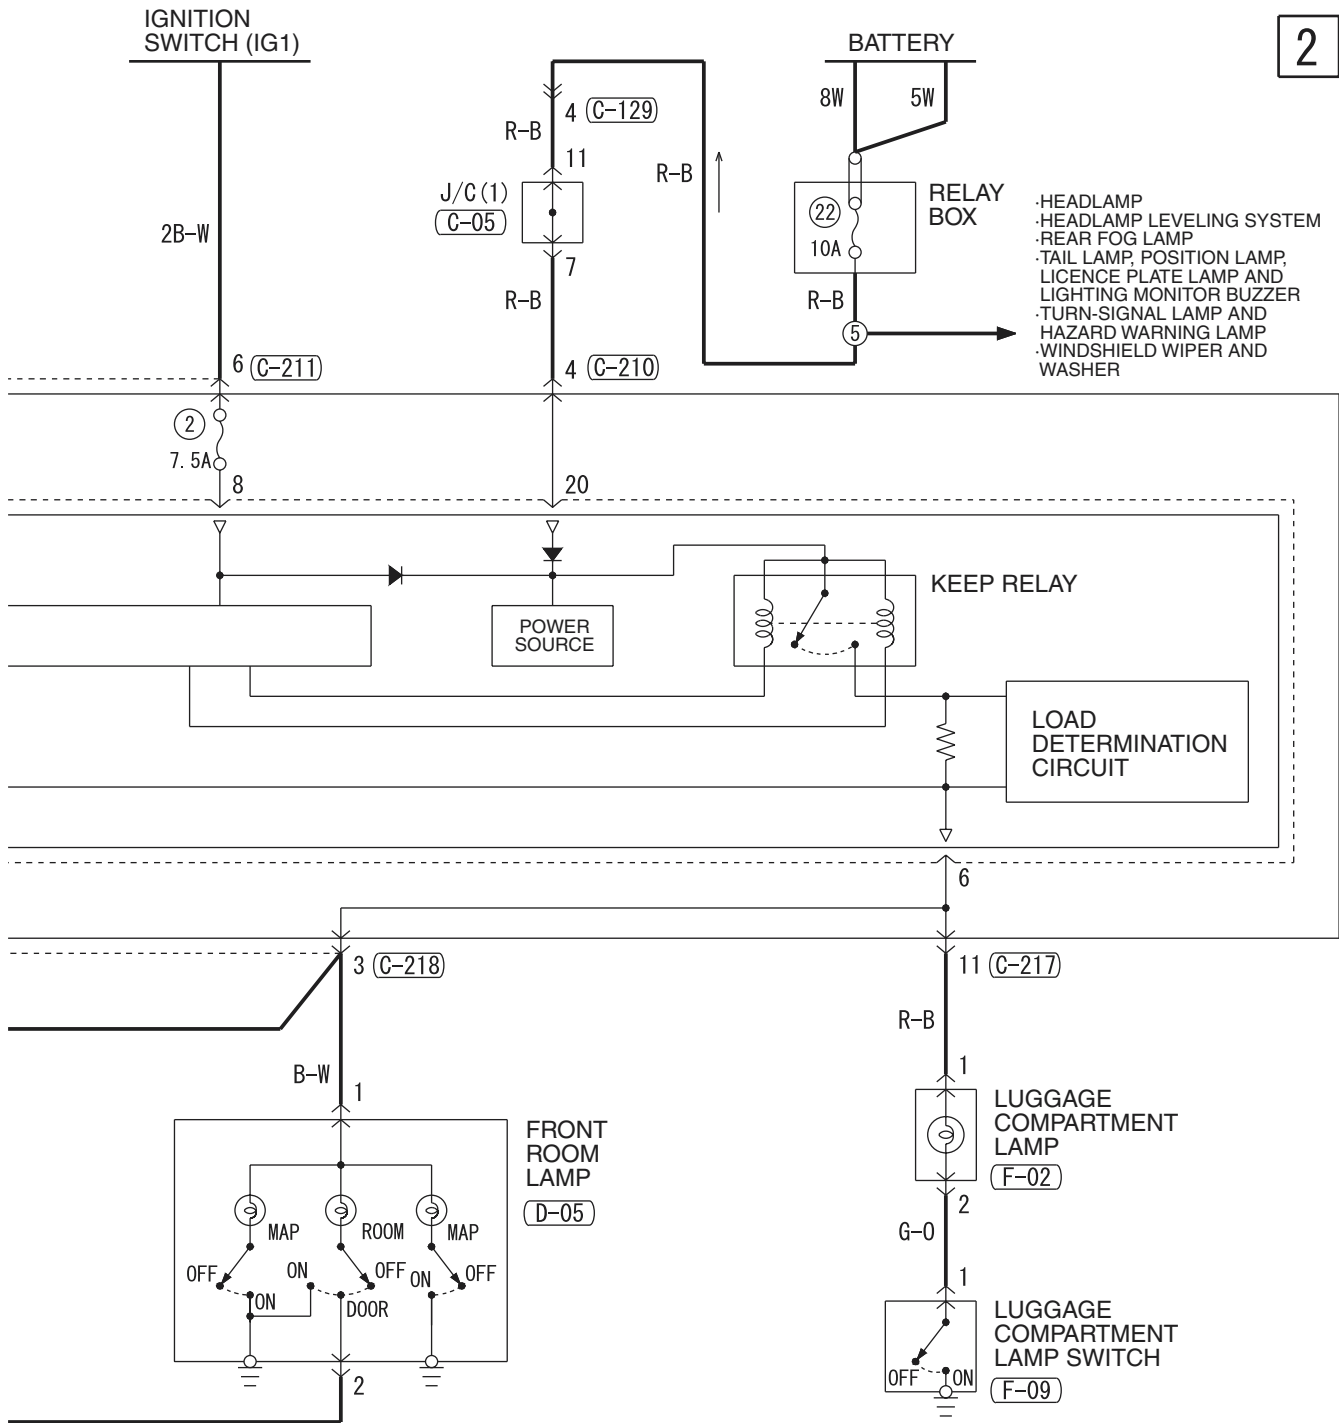 IGNITION
SWITCH (IG1)
BATTERY
2
8W
5W
4 (C-129)
R-B
11
R-B
J/C(1)
C-05
RELAY
BOX
22
10A
·HEADLAMP
·HEADLAMP LEVELING SYSTEM
·REAR FOG LAMP
·TAIL LAMP, POSITION LAMP,
LICENCE PLATE LAMP AND
LIGHTING MONITOR BUZZER
·TURN-SIGNAL LAMP AND
HAZARD WARNING LAMP
·WINDSHIELD WIPER AND
WASHER
2B-W
7
R-B
R-B
5
6 C-211
4 C-210
2
7.5A
8
20
KEEP RELAY
POWER
SOURCE
LOAD
DETERMINATION
CIRCUIT
6
3 C-218
11 C-217
R-B
B-W
1
1
LUGGAGE
COMPARTMENT
LAMP
F-02
FRONT
ROOM
LAMP
D-05
2
G-O
MAP
ROOM
MAP
OFF
ON
OFF
ON
OFF
ON
DOOR
1
LUGGAGE
COMPARTMENT
LAMP SWITCH
F-09
OFF
ON
2